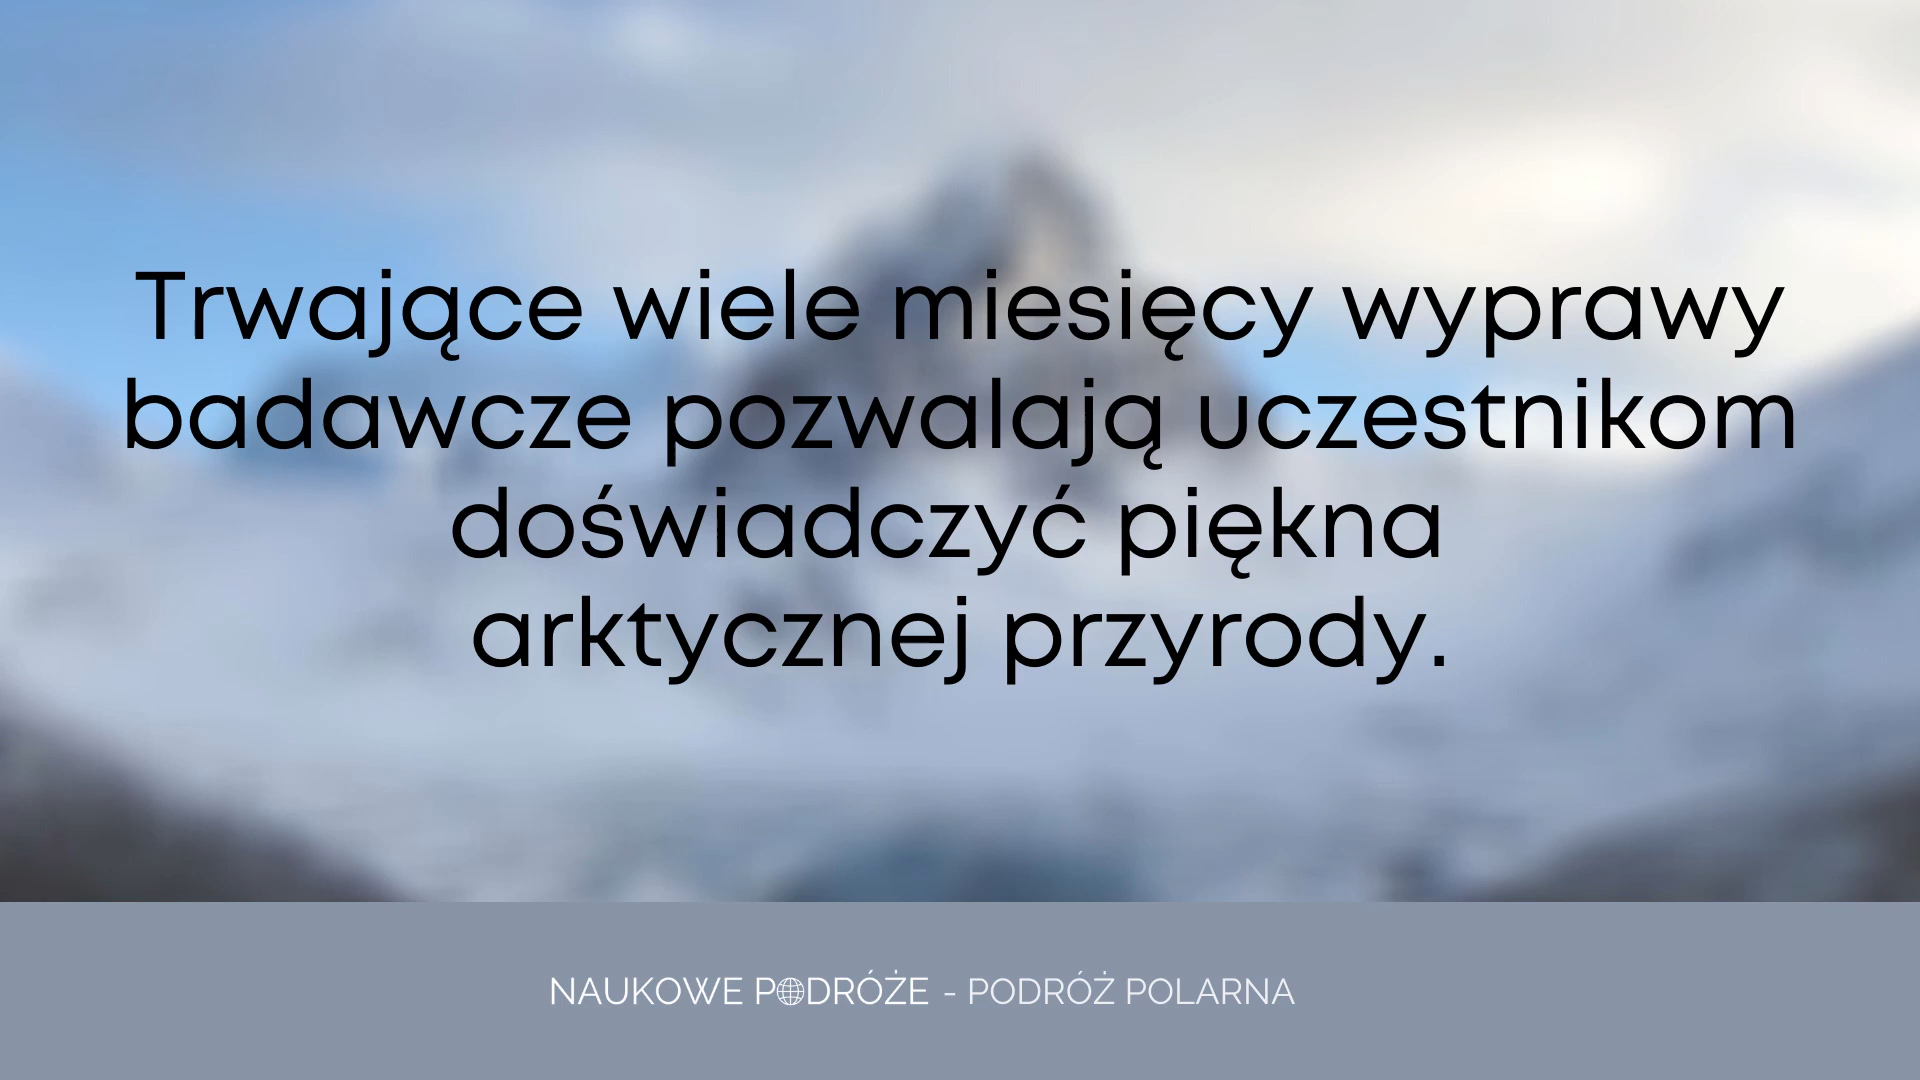 Trwające wiele miesięcy wyprawy
badawcze pozwalają uczestnikom
doświadczyć piękna
arktycznej przyrody.
NAUKOWE PODRÓŻE - PODRÓŻ POLARNA